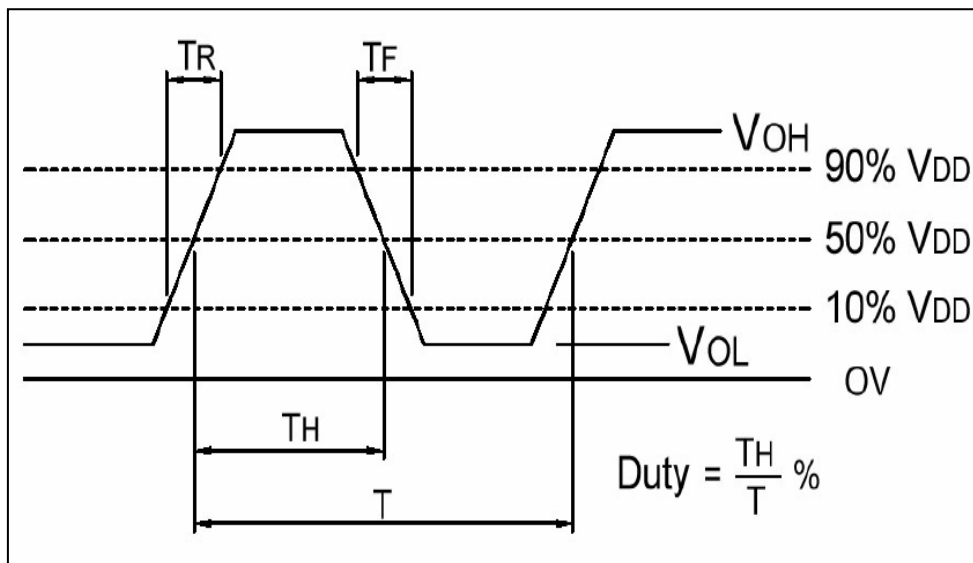 TR
TF
VOH
90% VDD
50% VDD
10% VDD
VOL
OV
TH
Duty = TH/T %
T